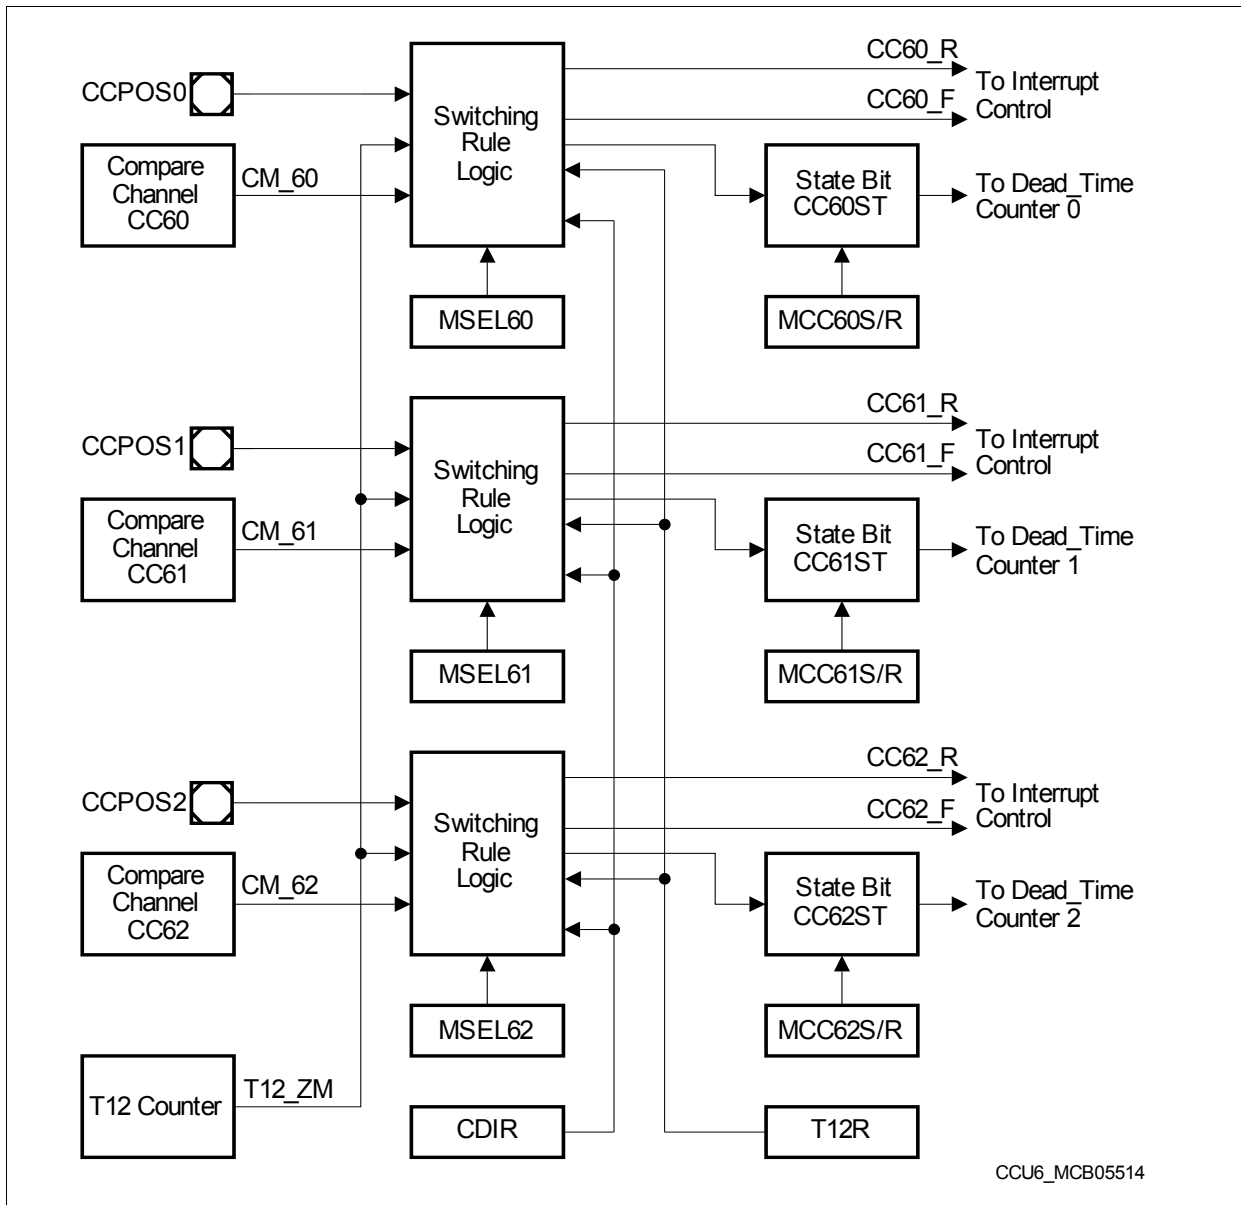 CC60_R
CCPOS0
To Interrupt
Control
CC60_F
Switching
Rule
Logic
Compare
Channel
CC60
CM_60
State Bit
CC60ST
To Dead_Time
Counter 0
MSEL60
MCC60S/R
CC61_R
CCPOS1
To Interrupt
Control
CC61_F
Switching
Rule
Logic
Compare
Channel
CC61
CM_61
State Bit
CC61ST
To Dead_Time
Counter 1
MSEL61
MCC61S/R
CC62_R
CCPOS2
To Interrupt
Control
CC62_F
Switching
Rule
Logic
Compare
Channel
CC62
CM_62
State Bit
CC62ST
To Dead_Time
Counter 2
MSEL62
MCC62S/R
T12 Counter
T12_ZM
CDIR
T12R
CCU6_MCB05514